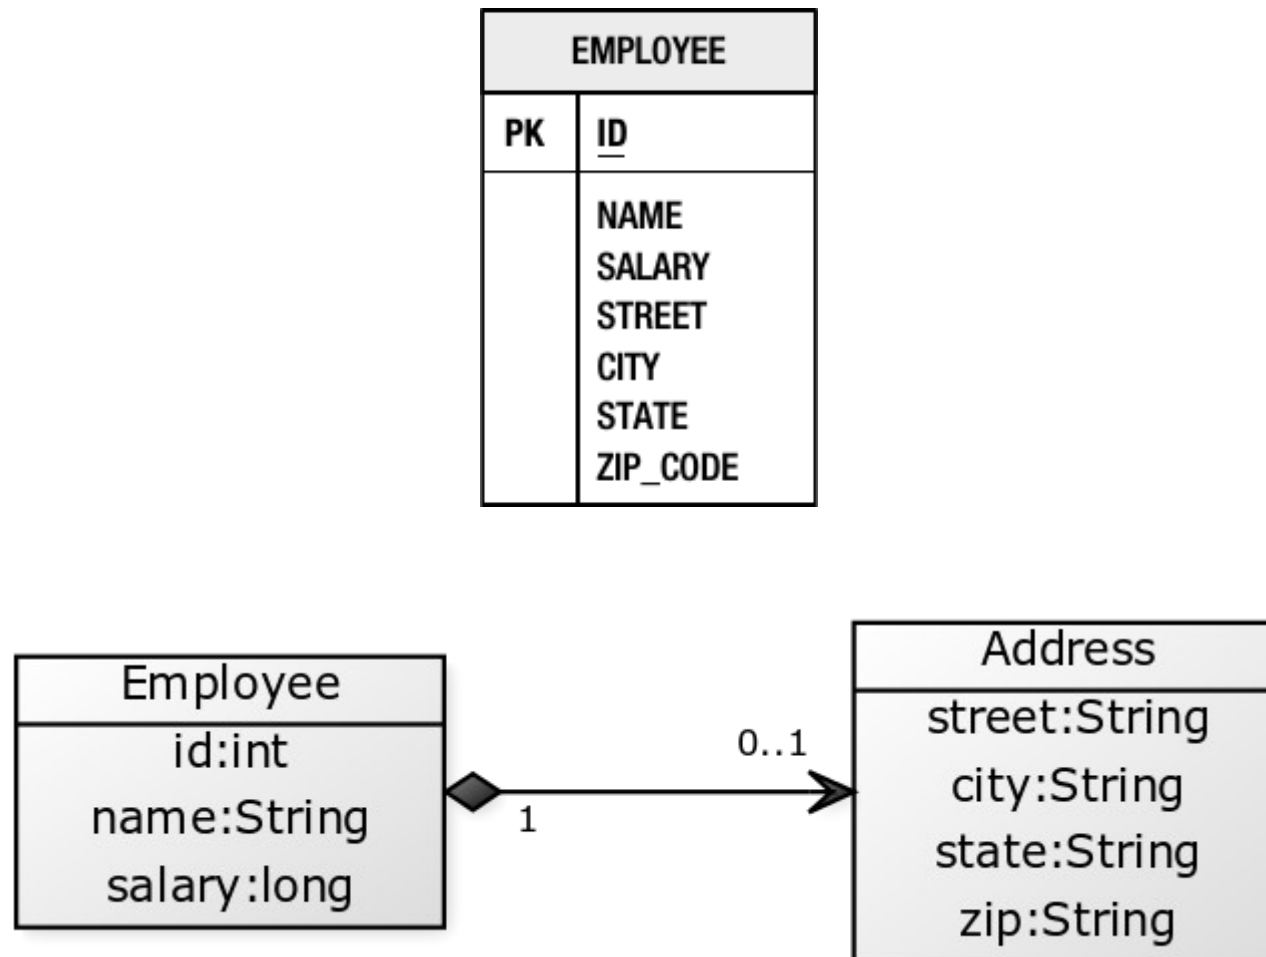 EMPLOYEE
PK ID
NAME
SALARY
STREET
CITY
STATE
ZIP_CODE
Employee
id:int
name:String
salary:long
1
0..1
Address
street:String
city:String
state:String
zip:String